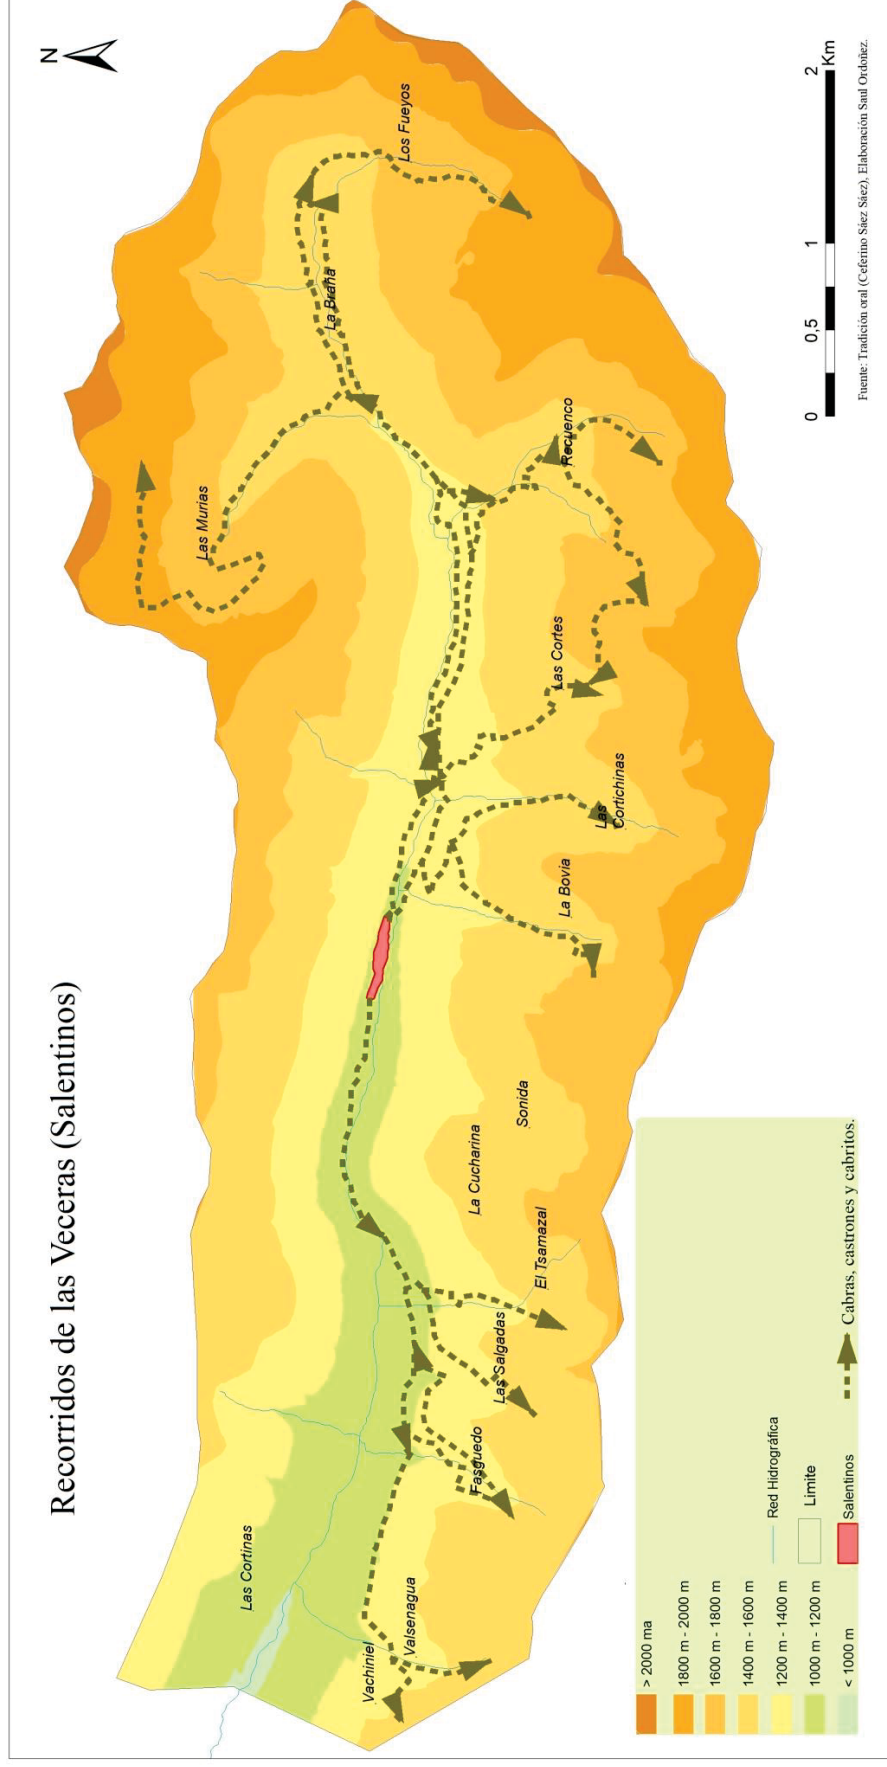 Recorridos de las Veceras (Salentinos)
N
Las Cortinas
Vachiniel
Valsenagua
Fasguedo
Las Salgadas
El Tsamazal
La Cucharina
Sonida
La Bovia
Las
Cortichinas
Las Cortes
Recuenco
Las Murias
La Braña
Los Fueyos
> 2000 ma
1800 m - 2000 m
1600 m - 1800 m
1400 m - 1600 m
1200 m - 1400 m
1000 m - 1200 m
< 1000 m
Red Hidrográfica
Límite
Salentinos
Cabras, castrones y cabritos.
0 0,5 1 2
Km
Fuente: Tradición oral (Ceferino Sáez Sáez), Elaboración Saul Ordoñez.